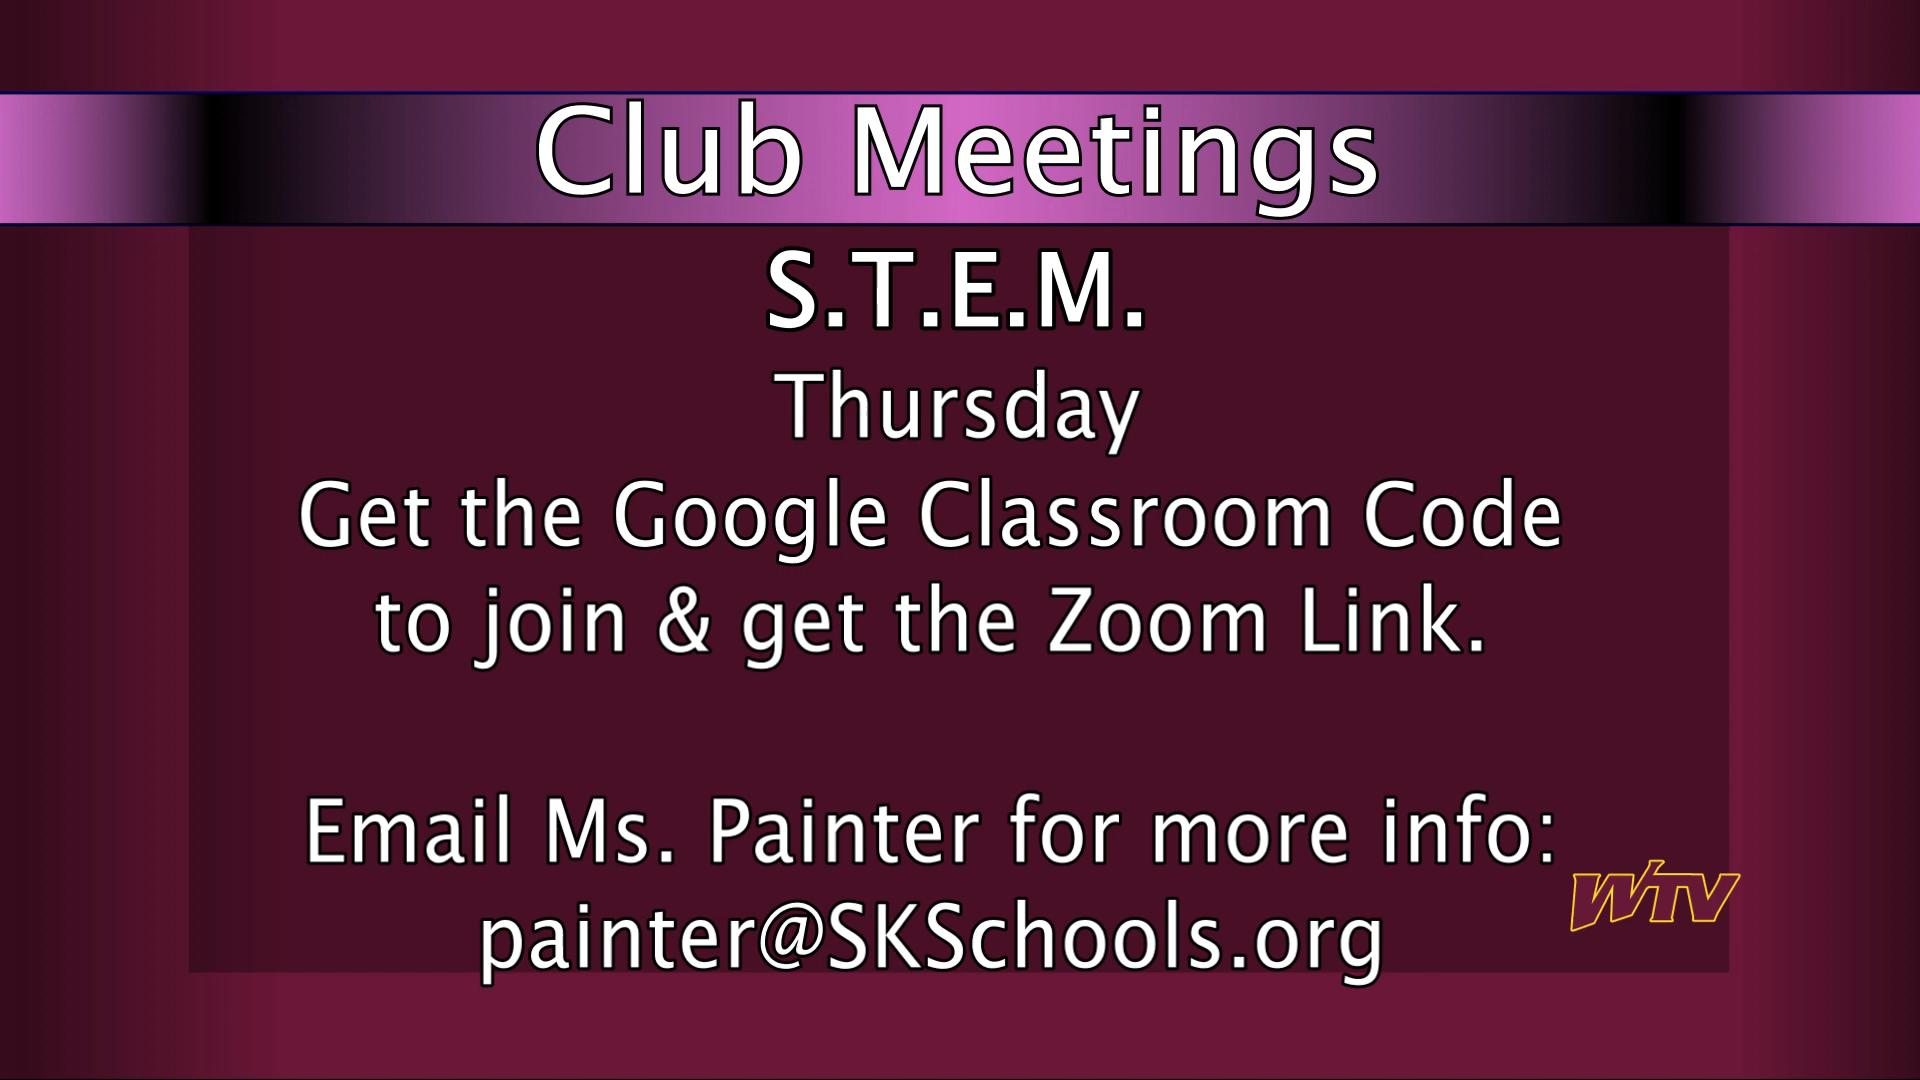 Club Meetings
S.T.E.M.
Thursday
Get the Google Classroom Code
to join & get the Zoom Link.
Email Ms. Painter for more info:
WTV
painter@SKSchools.org